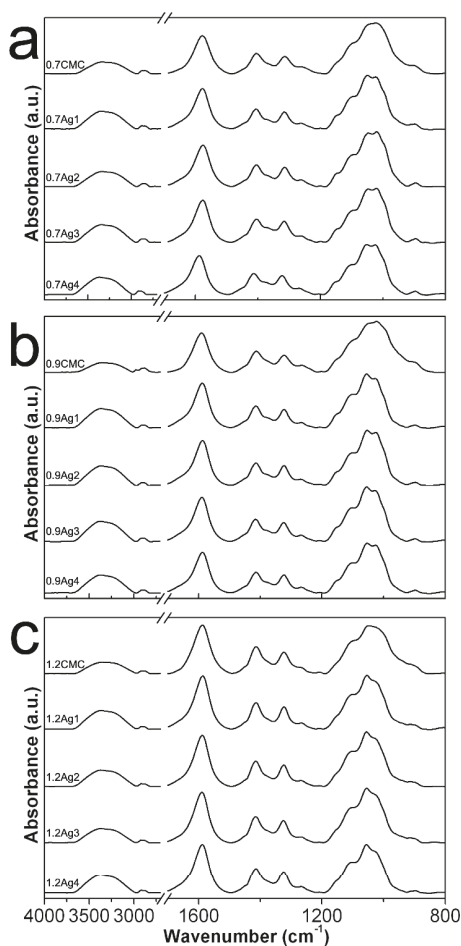 a
Absorbance (a.u.)
0.7CMC
0.7Ag1
0.7Ag2
0.7Ag3
0.7Ag4
b
Absorbance (a.u.)
0.9CMC
0.9Ag1
0.9Ag2
0.9Ag3
0.9Ag4
c
Absorbance (a.u.)
1.2CMC
1.2Ag1
1.2Ag2
1.2Ag3
1.2Ag4
4000 3500 3000 1600 1200 800
Wavenumber (cm⁻¹)